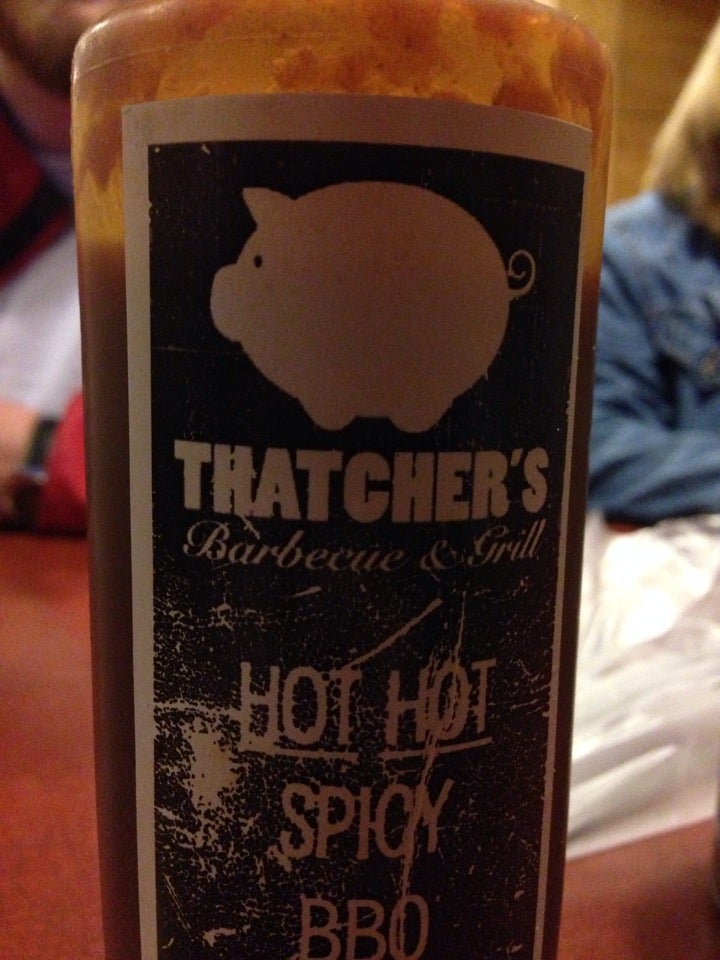 THATCHER'S
Barbecue & Grill
HOT HOT
SPICY
BBQ